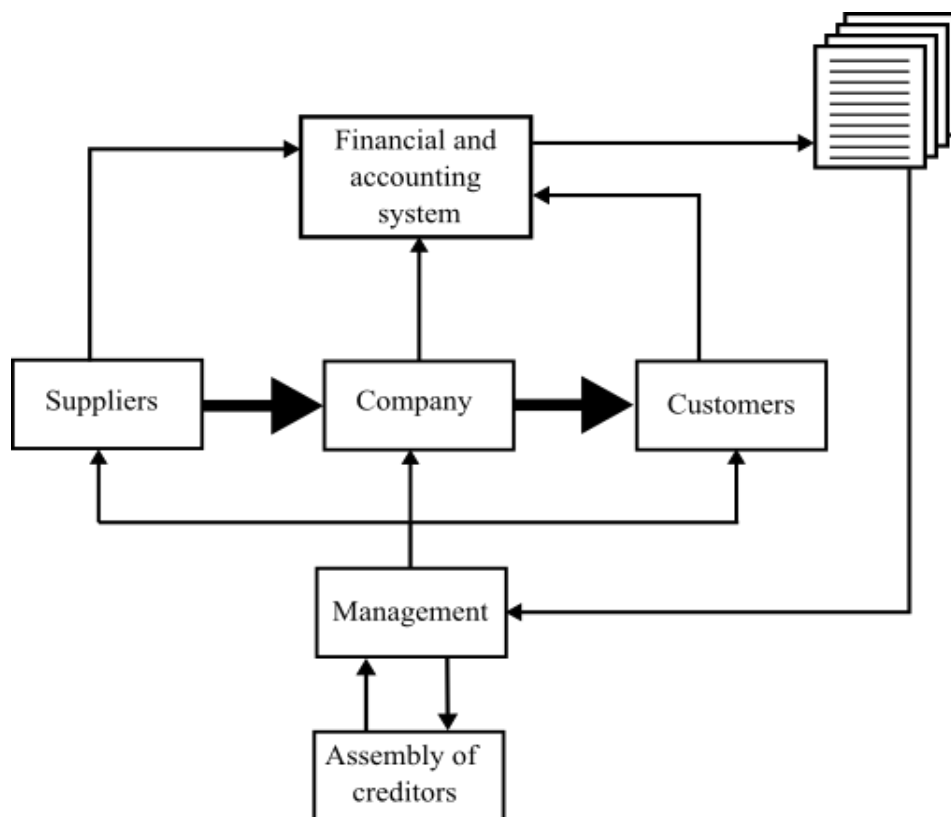 Financial and
accounting
system
Suppliers
Company
Customers
Management
Assembly of
creditors